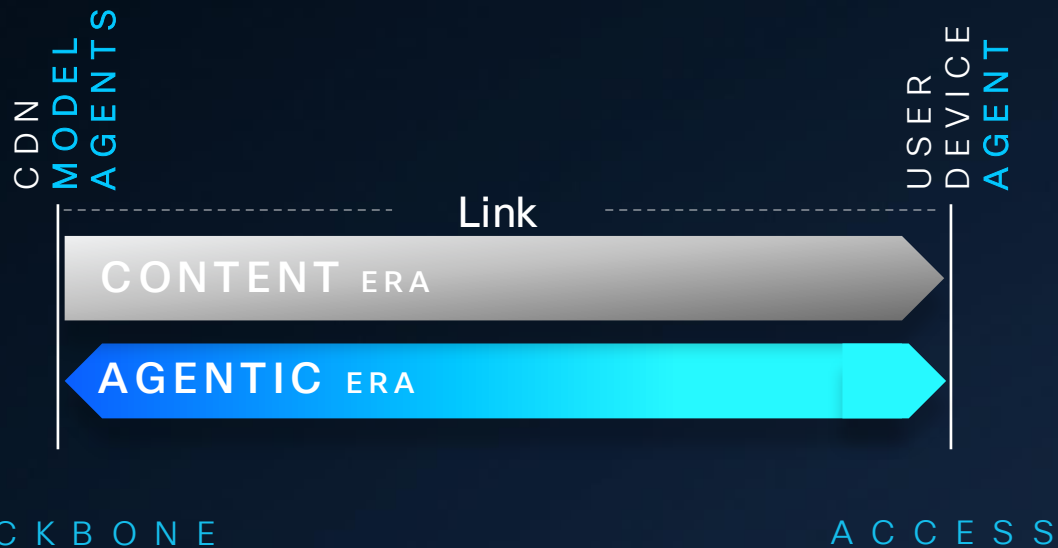 CDN
MODEL
AGENTS
USER
DEVICE
AGENT
Link
CONTENT ERA
AGENTIC ERA
CKBONE
ACCESS